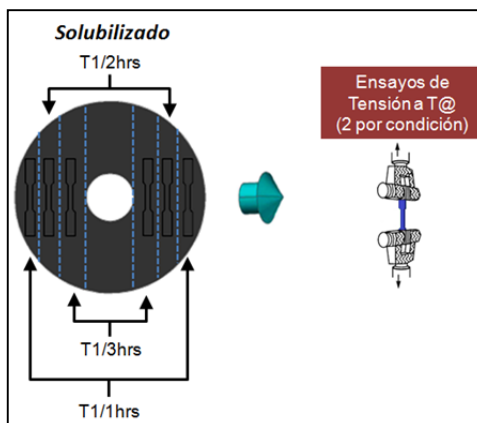 Solubilizado
T1/2hrs
T1/3hrs
T1/1hrs
Ensayos de
Tensión a T@
(2 por condición)